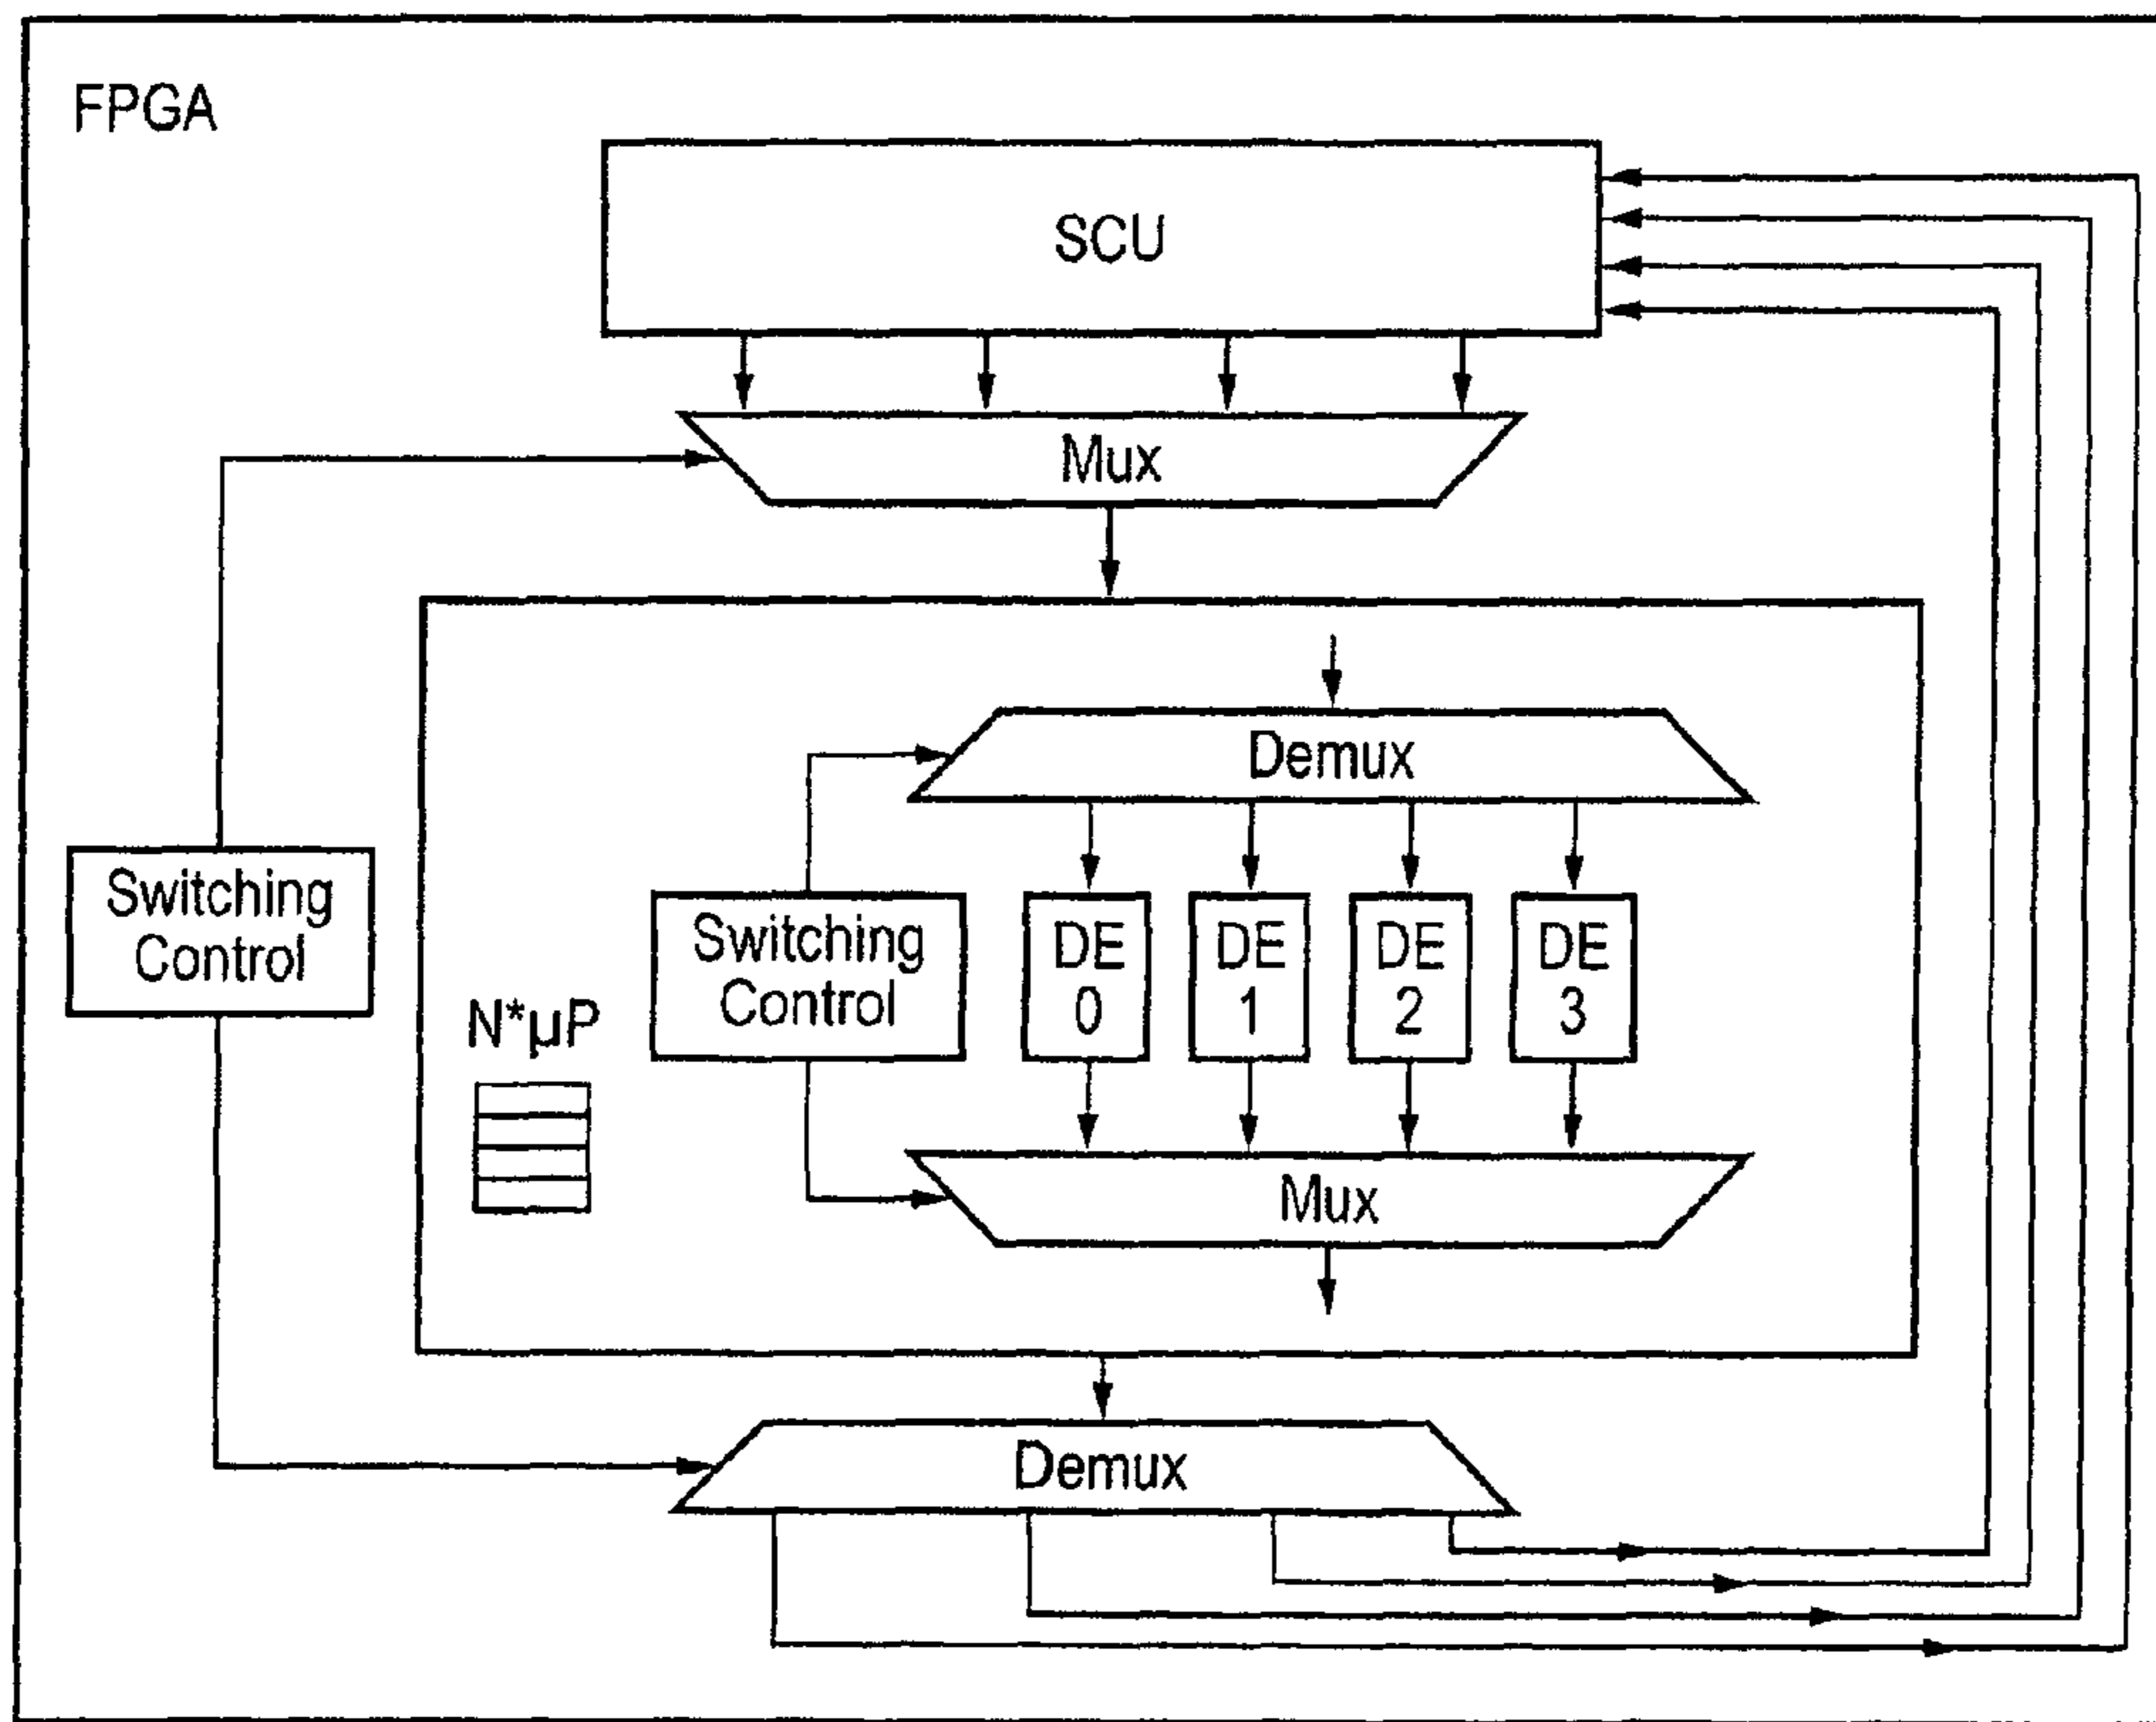 FPGA
SCU
Mux
Demux
Switching
Control
Switching
Control
DE
0
DE
1
DE
2
DE
3
N*µP
Mux
Demux